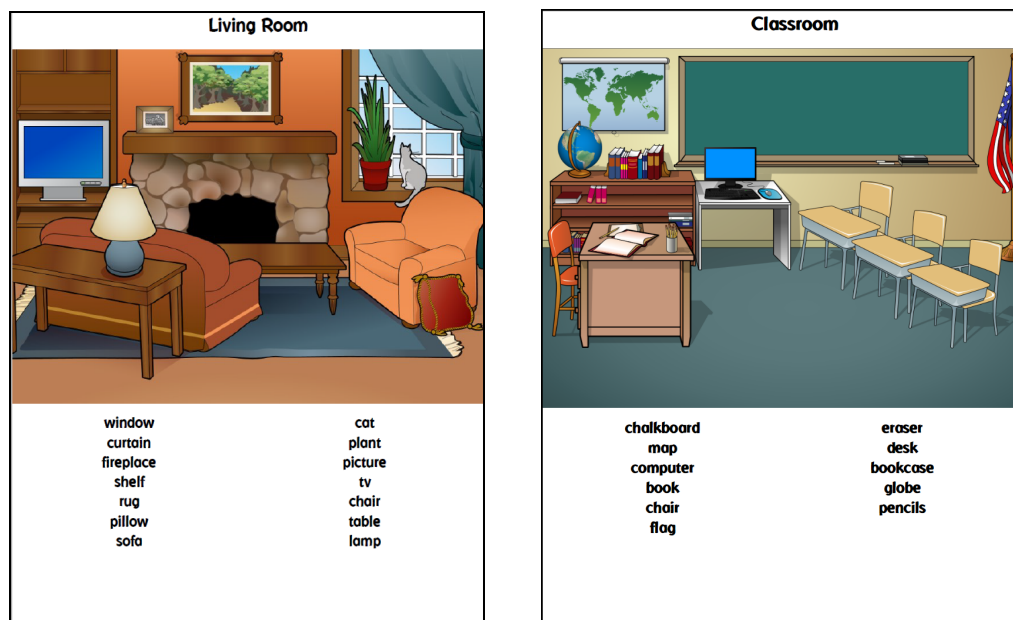 Living Room
window
curtain
fireplace
shelf
rug
pillow
sofa
cat
plant
picture
tv
chair
table
lamp
Classroom
chalkboard
map
computer
book
chair
flag
eraser
desk
bookcase
globe
pencils